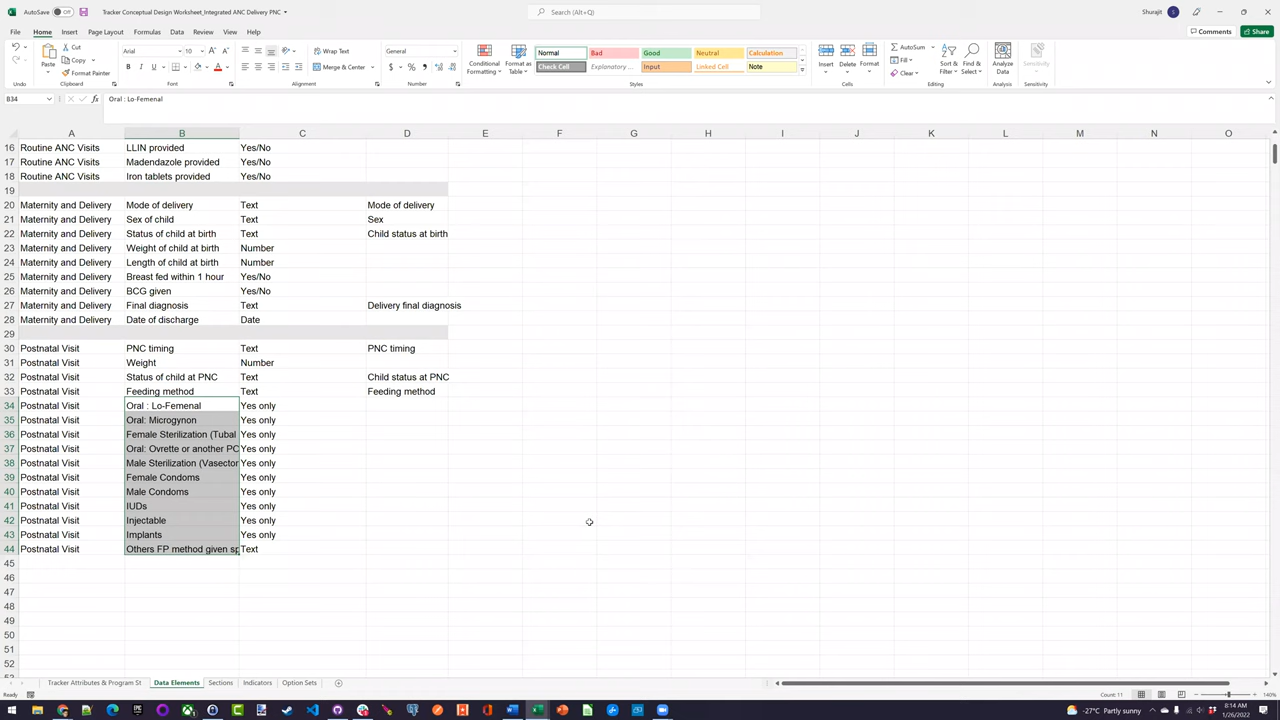 AutoSave Off Tracker Conceptual Design Worksheet_Integrated ANC Delivery PNC Search (Alt+Q) Shurajit S
File Home Insert Page Layout Formulas Data Review View Help Comments Share
Cut
Copy
Format Painter
Paste
Undo Clipboard
Arial 10
Font
Wrap Text
Merge & Center
Alignment
General
Number
Conditional Formatting
Format as Table
Normal Bad Good Neutral Calculation
Check Cell Explanatory ... Input Linked Cell Note
Styles
Insert Delete Format
Cells
AutoSum
Fill
Clear
Sort & Filter
Find & Select
Editing
Analyze Data
Analysis
Sensitivity
Sensitivity
B34 fx Oral : Lo-Femenal
A B C D E F G H I J K L M N O
16 Routine ANC Visits LLIN provided Yes/No
17 Routine ANC Visits Madendazole provided Yes/No
18 Routine ANC Visits Iron tablets provided Yes/No
19
20 Maternity and Delivery Mode of delivery Text Mode of delivery
21 Maternity and Delivery Sex of child Text Sex
22 Maternity and Delivery Status of child at birth Text Child status at birth
23 Maternity and Delivery Weight of child at birth Number
24 Maternity and Delivery Length of child at birth Number
25 Maternity and Delivery Breast fed within 1 hour Yes/No
26 Maternity and Delivery BCG given Yes/No
27 Maternity and Delivery Final diagnosis Text Delivery final diagnosis
28 Maternity and Delivery Date of discharge Date
29
30 Postnatal Visit PNC timing Text PNC timing
31 Postnatal Visit Weight Number
32 Postnatal Visit Status of child at PNC Text Child status at PNC
33 Postnatal Visit Feeding method Text Feeding method
34 Postnatal Visit Oral : Lo-Femenal Yes only
35 Postnatal Visit Oral: Microgynon Yes only
36 Postnatal Visit Female Sterilization (Tubal Yes only
37 Postnatal Visit Oral: Ovrette or another PO Yes only
38 Postnatal Visit Male Sterilization (Vasector Yes only
39 Postnatal Visit Female Condoms Yes only
40 Postnatal Visit Male Condoms Yes only
41 Postnatal Visit IUDs Yes only
42 Postnatal Visit Injectable Yes only
43 Postnatal Visit Implants Yes only
44 Postnatal Visit Others FP method given sp Text
45
46
47
48
49
50
51
52
Tracker Attributes & Program St Data Elements Sections Indicators Option Sets
Ready Count: 11 140%
-27°C Partly sunny 8:14 AM
1/26/2022